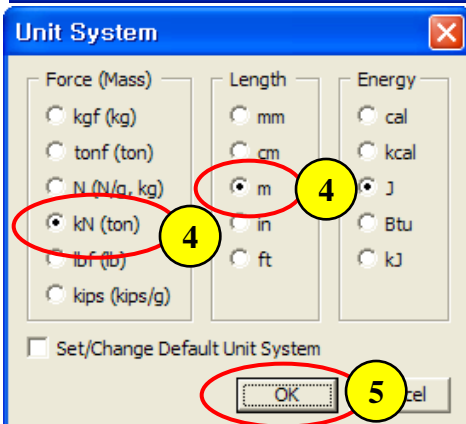 Unit System
Force (Mass) Length Energy
kgf (kg) mm cal
tonf (ton) cm kcal
N (N/g, kg) m 4 J
kN (ton) 4 in Btu
lbf (lb) ft kJ
kips (kips/g)
Set/Change Default Unit System
OK 5 cel